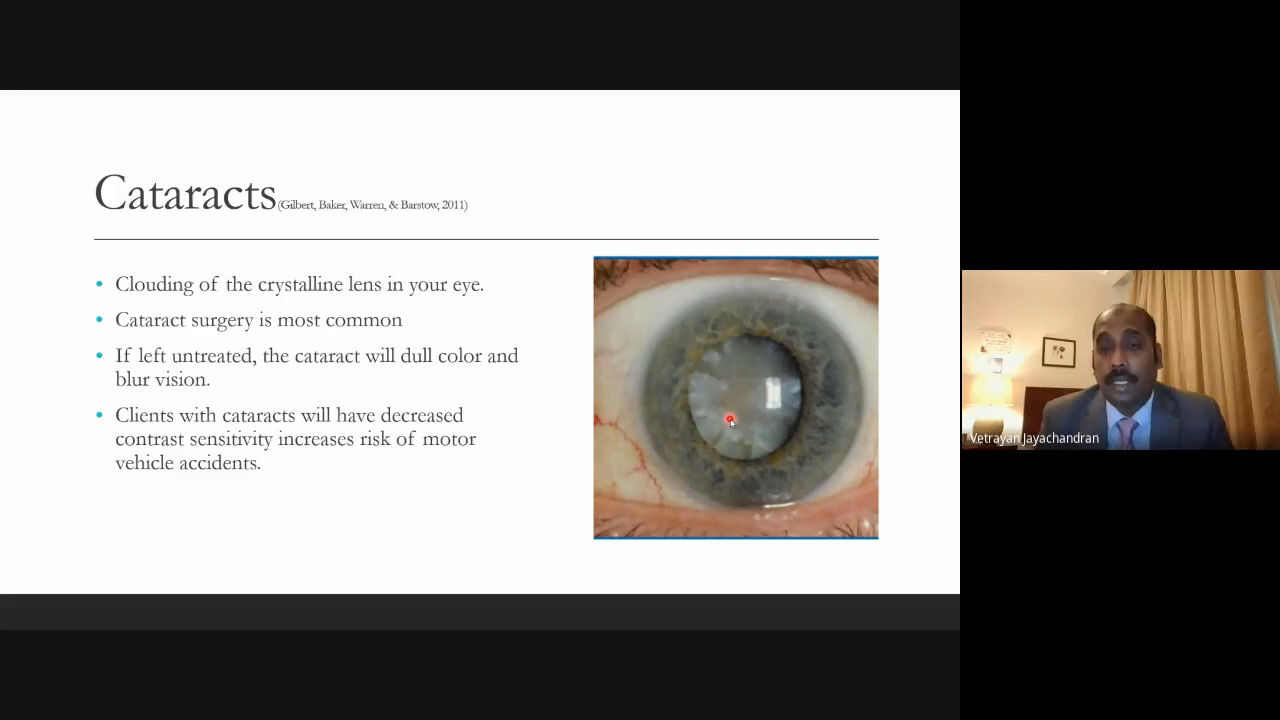 Cataracts (Gilbert, Baker, Warren, & Barstow, 2011)
• Clouding of the crystalline lens in your eye.
• Cataract surgery is most common
• If left untreated, the cataract will dull color and
blur vision.
• Clients with cataracts will have decreased
contrast sensitivity increases risk of motor
vehicle accidents.
Vetrayan Jayachandran